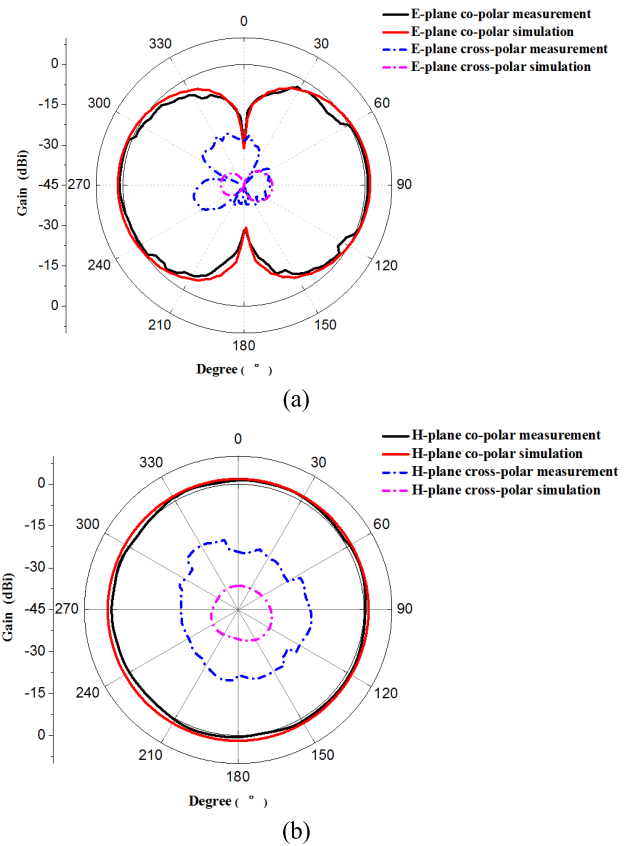 E-plane co-polar measurement
E-plane co-polar simulation
E-plane cross-polar measurement
E-plane cross-polar simulation
0
30
60
90
120
150
180
210
240
270
300
330
0
-15
-30
-45
-30
-15
0
Gain (dBi)
Degree ( ° )
(a)
H-plane co-polar measurement
H-plane co-polar simulation
H-plane cross-polar measurement
H-plane cross-polar simulation
0
30
60
90
120
150
180
210
240
270
300
330
0
-15
-30
-45
-30
-15
0
Gain (dBi)
Degree ( ° )
(b)